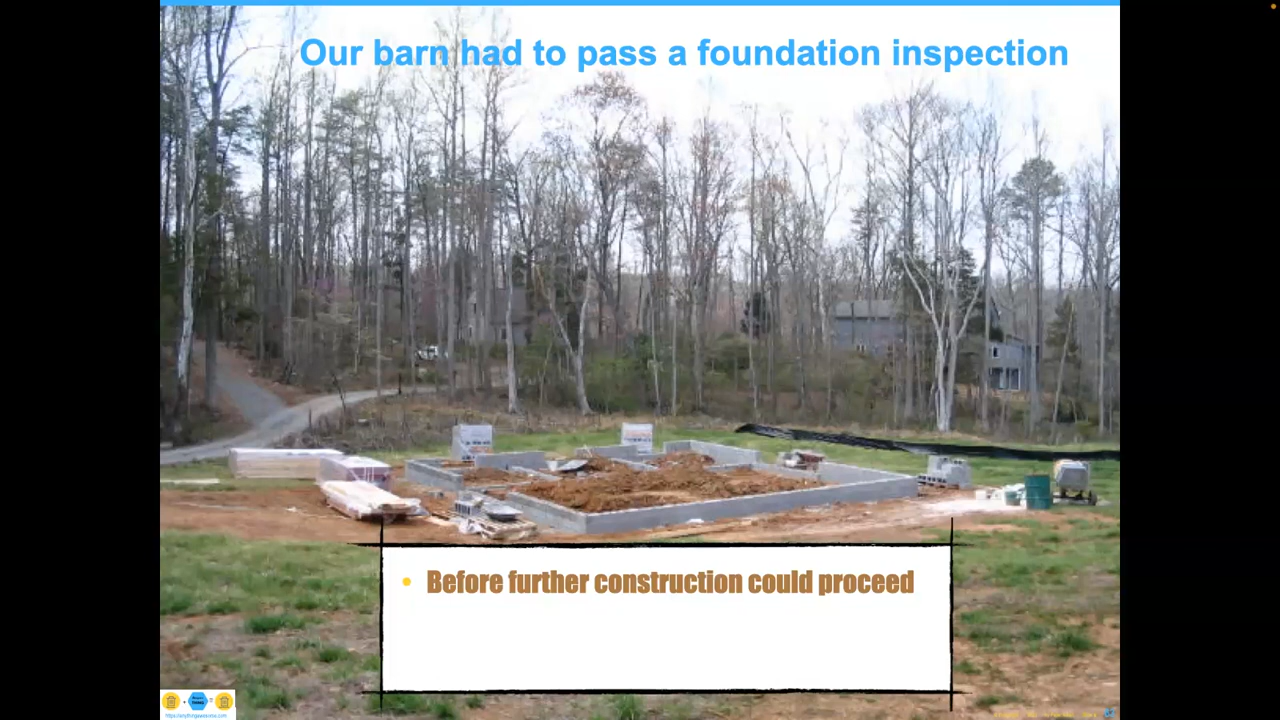 Our barn had to pass a foundation inspection
• Before further construction could proceed